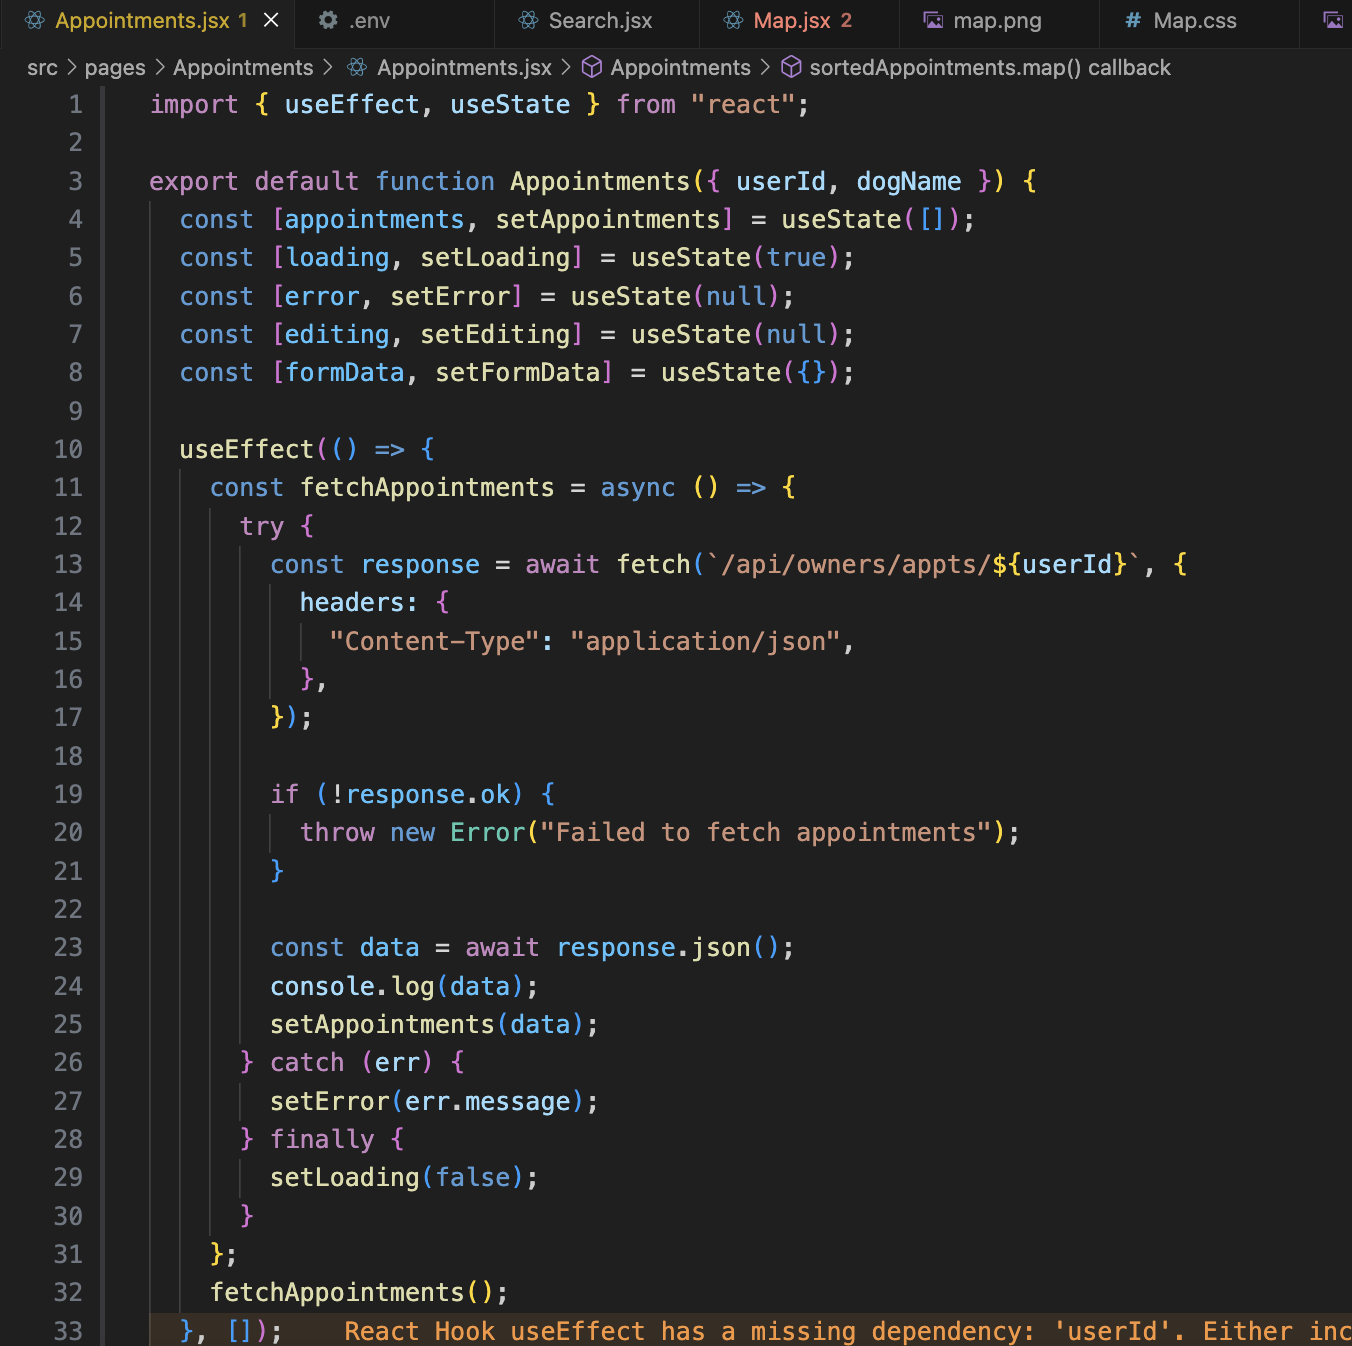 Appointments.jsx 1 .env Search.jsx Map.jsx 2 map.png # Map.css
src > pages > Appointments > Appointments.jsx > Appointments > sortedAppointments.map() callback
1 import { useEffect, useState } from "react";
2
3 export default function Appointments({ userId, dogName }) {
4 const [appointments, setAppointments] = useState([]);
5 const [loading, setLoading] = useState(true);
6 const [error, setError] = useState(null);
7 const [editing, setEditing] = useState(null);
8 const [formData, setFormData] = useState({});
9
10 useEffect(() => {
11 const fetchAppointments = async () => {
12 try {
13 const response = await fetch(`/api/owners/appts/${userId}`, {
14 headers: {
15 "Content-Type": "application/json",
16 },
17 });
18
19 if (!response.ok) {
20 throw new Error("Failed to fetch appointments");
21 }
22
23 const data = await response.json();
24 console.log(data);
25 setAppointments(data);
26 } catch (err) {
27 setError(err.message);
28 } finally {
29 setLoading(false);
30 }
31 };
32 fetchAppointments();
33 }, []); React Hook useEffect has a missing dependency: 'userId'. Either inc